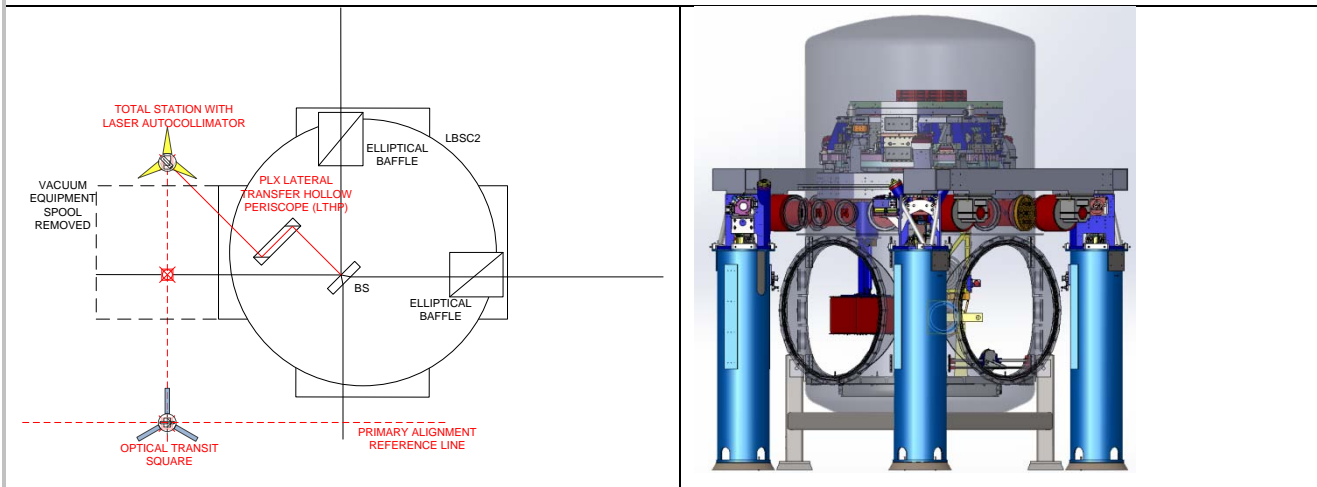 TOTAL STATION WITH
LASER AUTOCOLLIMATOR
LBSC2
ELLIPTICAL
BAFFLE
PLX LATERAL
TRANSFER HOLLOW
PERISCOPE (LTHP)
VACUUM
EQUIPMENT
SPOOL
REMOVED
BS
ELLIPTICAL
BAFFLE
PRIMARY ALIGNMENT
REFERENCE LINE
OPTICAL TRANSIT
SQUARE